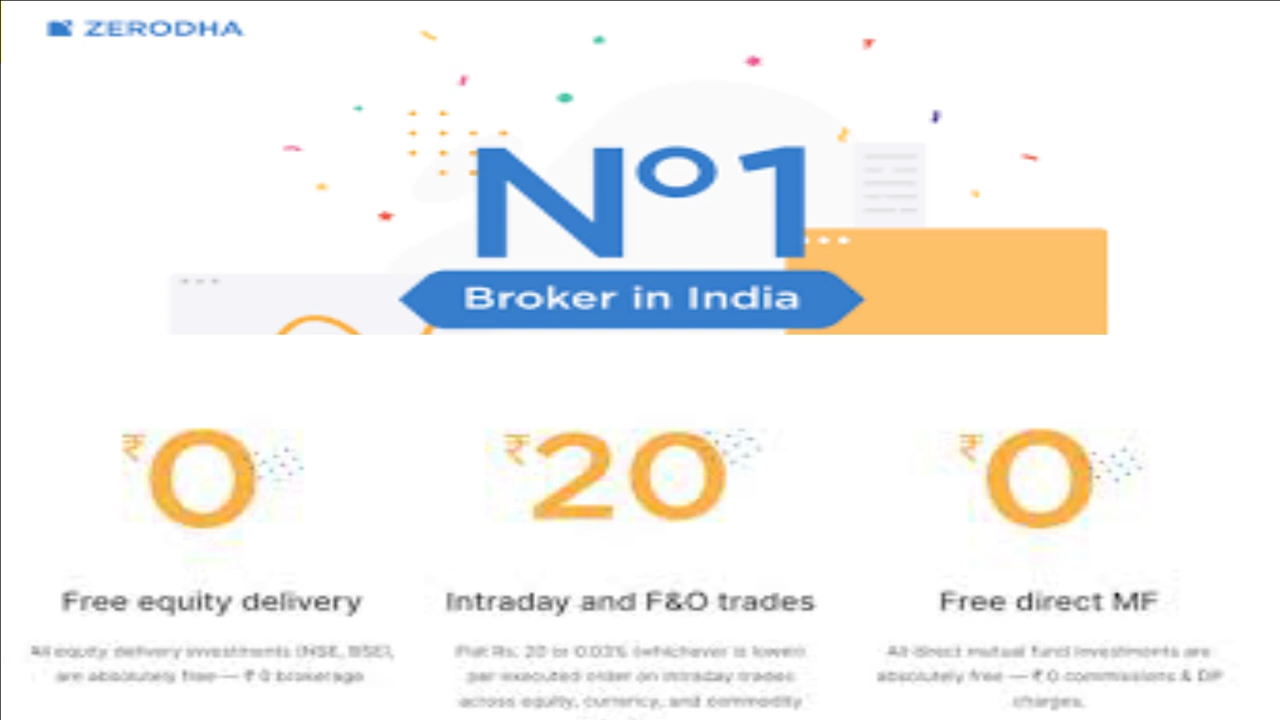 ZERODHA
Nº1
Broker in India
₹0
₹20
₹0
Free equity delivery
Intraday and F&O trades
Free direct MF
All equity delivery investments (NSE, BSE),
are absolutely free — ₹ 0 brokerage.
Flat Rs. 20 or 0.03% (whichever is lower)
per executed order on intraday trades
across equity, currency, and commodity
All direct mutual fund investments are
absolutely free — ₹ 0 commissions & DP
charges.